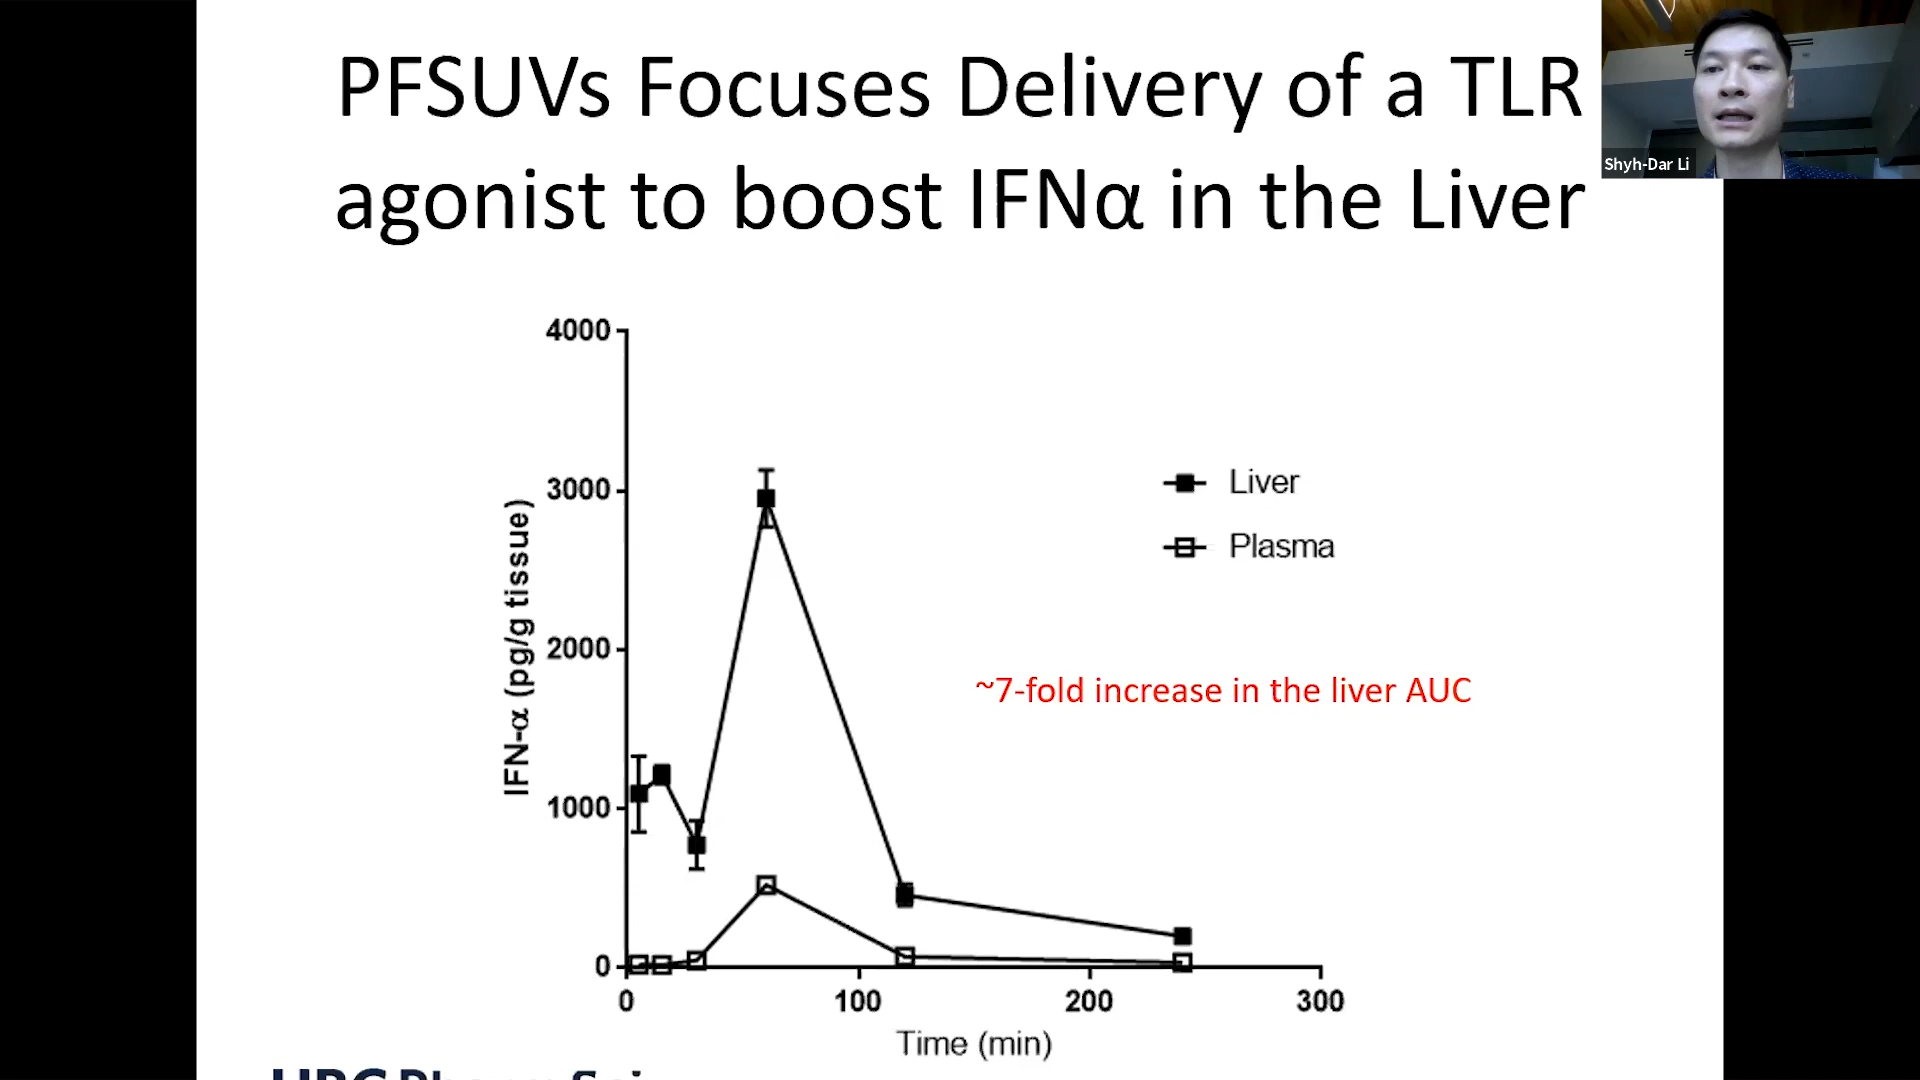 PFSUVs Focuses Delivery of a TLR
agonist to boost IFNα in the Liver
Shyh-Dar Li
4000
3000
2000
1000
0
IFN-α (pg/g tissue)
Liver
Plasma
~7-fold increase in the liver AUC
0 100 200 300
Time (min)